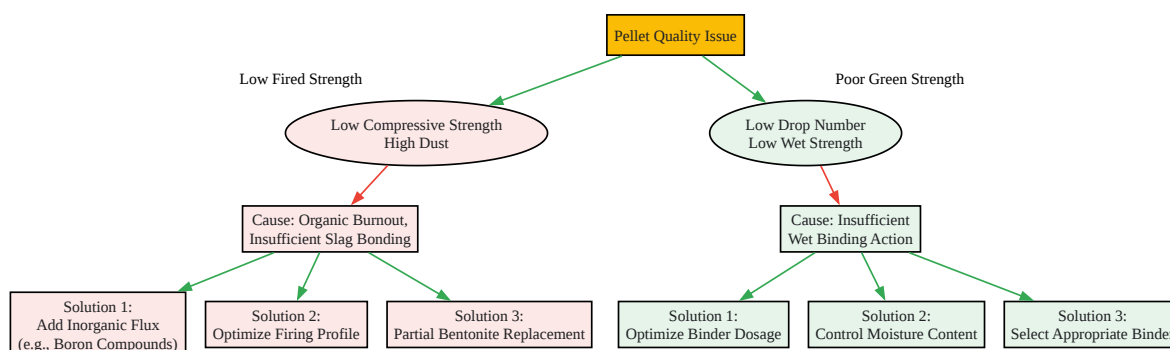 Pellet Quality Issue
Low Fired Strength
Poor Green Strength
Low Compressive Strength
High Dust
Low Drop Number
Low Wet Strength
Cause: Organic Burnout,
Insufficient Slag Bonding
Cause: Insufficient
Wet Binding Action
Solution 1:
Add Inorganic Flux
(e.g., Boron Compounds)
Solution 2:
Optimize Firing Profile
Solution 3:
Partial Bentonite Replacement
Solution 1:
Optimize Binder Dosage
Solution 2:
Control Moisture Content
Solution 3:
Select Appropriate Binder